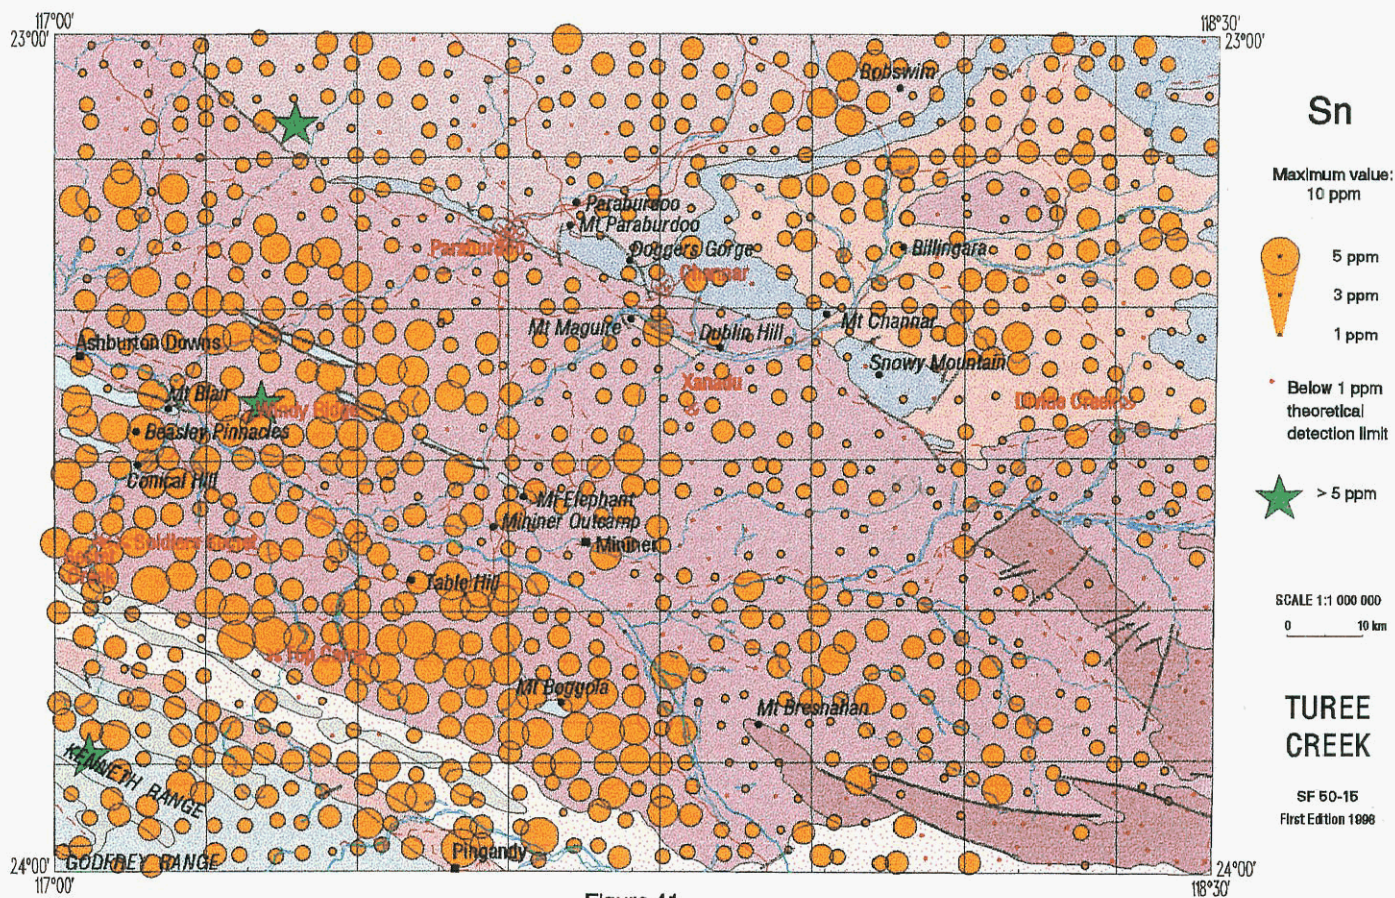 117°00'
118°30'
23°00'
23°00'
Bobswim
Sn
Maximum value:
10 ppm
5 ppm
3 ppm
1 ppm
Below 1 ppm
theoretical
detection limit
> 5 ppm
SCALE 1:1 000 000
0 10 km
TUREE
CREEK
SF 50-15
Paraburdoo
Mt Paraburdoo
Paraburdoo
Doggers Gorge
Channar
Billingara
Mt Maguire
Dublin Hill
Mt Channar
Ashburton Downs
Snowy Mountain
Xanadu
Mt Blair
Windy Ridge
Beasley Pinnacles
Conical Hill
Mt Elephant
Mininer Outcamp
Mininer
Soldiers Secret
Creek
Table Hill
Mt Boggola
Mt Bresnahan
KENNETH RANGE
GODFREY RANGE
Pingandy
24°00'
24°00'
117°00'
118°30'